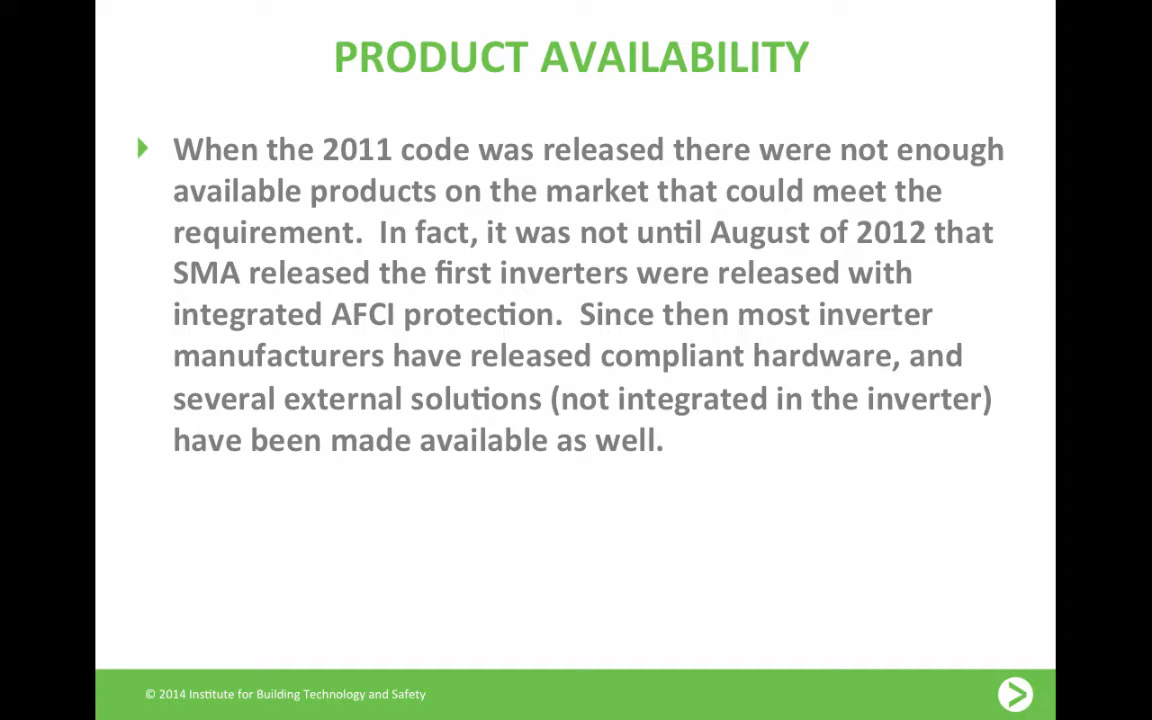 PRODUCT AVAILABILITY
When the 2011 code was released there were not enough
available products on the market that could meet the
requirement.  In fact, it was not until August of 2012 that
SMA released the first inverters were released with
integrated AFCI protection.  Since then most inverter
manufacturers have released compliant hardware, and
several external solutions (not integrated in the inverter)
have been made available as well.
© 2014 Institute for Building Technology and Safety